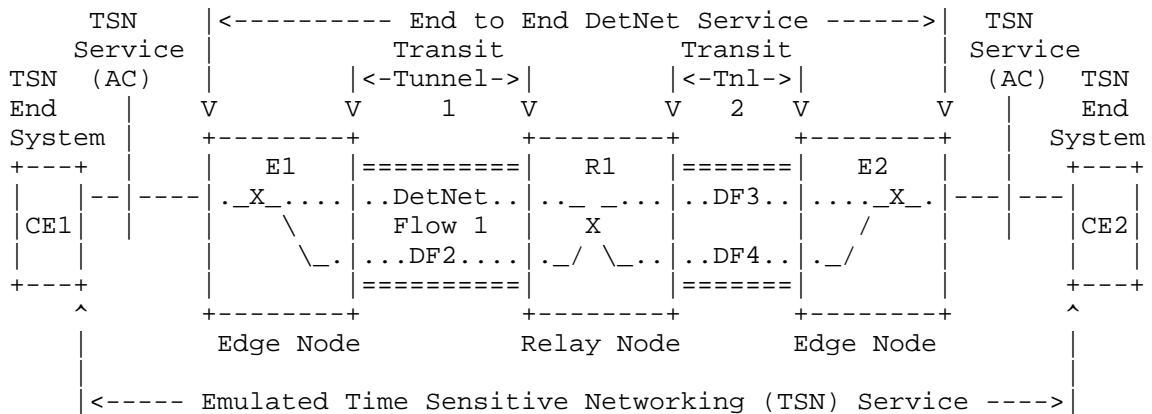 TSN |<---------- End to End DetNet Service ------>| TSN
Service | Transit Transit | Service
TSN (AC) | |<-Tunnel->| |<-Tnl->| | (AC) TSN
End | V V 1 V V 2 V V | End
System | +--------+ +--------+ +--------+ | System
+---+ | | E1 |==========| R1 |=======| E2 | | +---+
| |--|----|._X_....|..DetNet..|.._ _...|..DF3..|...._X_.|---|---| |
|CE1| | | \ | Flow 1 | X | | / | | |CE2|
| | | \_.|...DF2....|._/ \_..|..DF4..|._/ | | |
+---+ | |==========| |=======| | +---+
^ +--------+ +--------+ +--------+ ^
| Edge Node Relay Node Edge Node |
| |
|<----- Emulated Time Sensitive Networking (TSN) Service ---->|